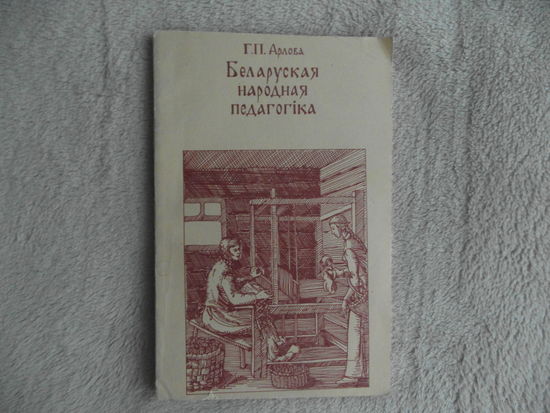 Г.П. Арлова
Беларуская
народная
педагогіка